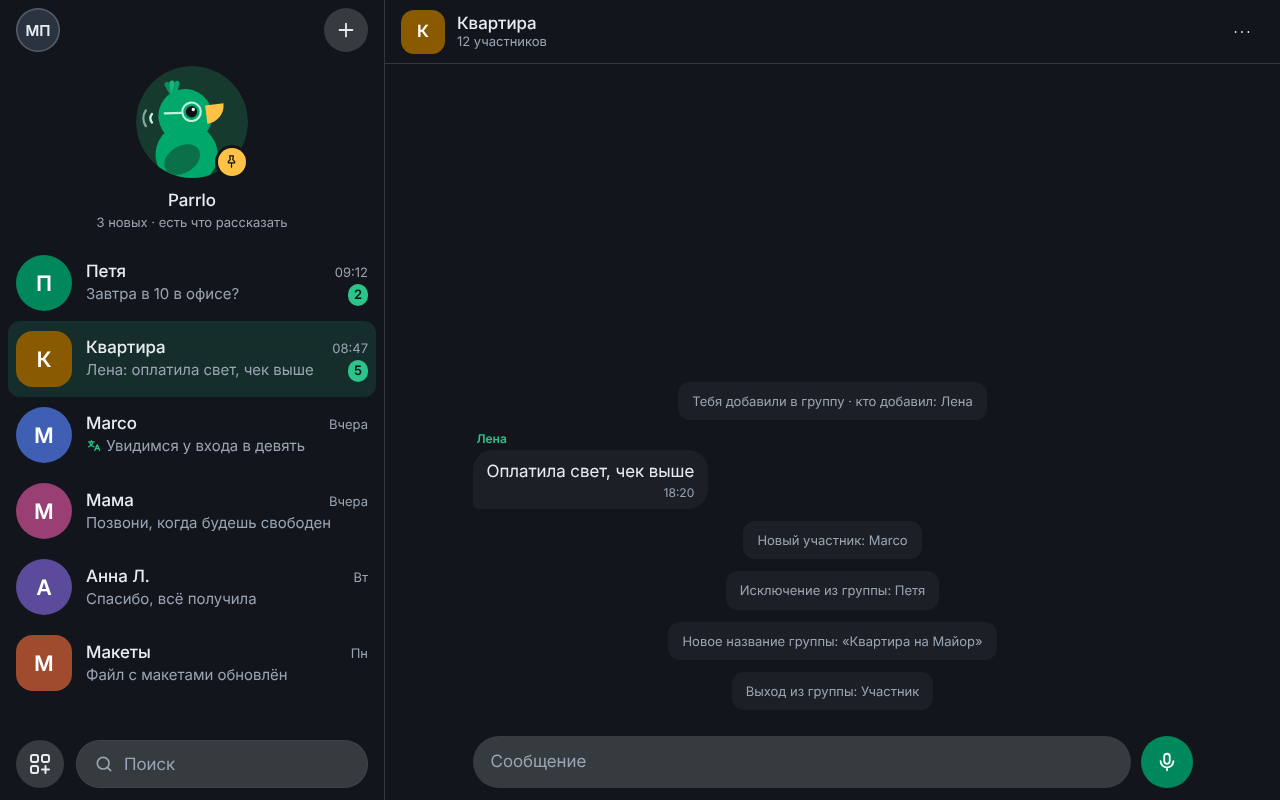 МП
Parrlo
3 новых · есть что рассказать
П
Петя
09:12
Завтра в 10 в офисе?
2
К
Квартира
08:47
Лена: оплатила свет, чек выше
5
M
Marco
Вчера
Увидимся у входа в девять
М
Мама
Вчера
Позвони, когда будешь свободен
А
Анна Л.
Вт
Спасибо, всё получила
М
Макеты
Пн
Файл с макетами обновлён
Поиск
К
Квартира
12 участников
Тебя добавили в группу · кто добавил: Лена
Лена
Оплатила свет, чек выше
18:20
Новый участник: Marco
Исключение из группы: Петя
Новое название группы: «Квартира на Майор»
Выход из группы: Участник
Сообщение